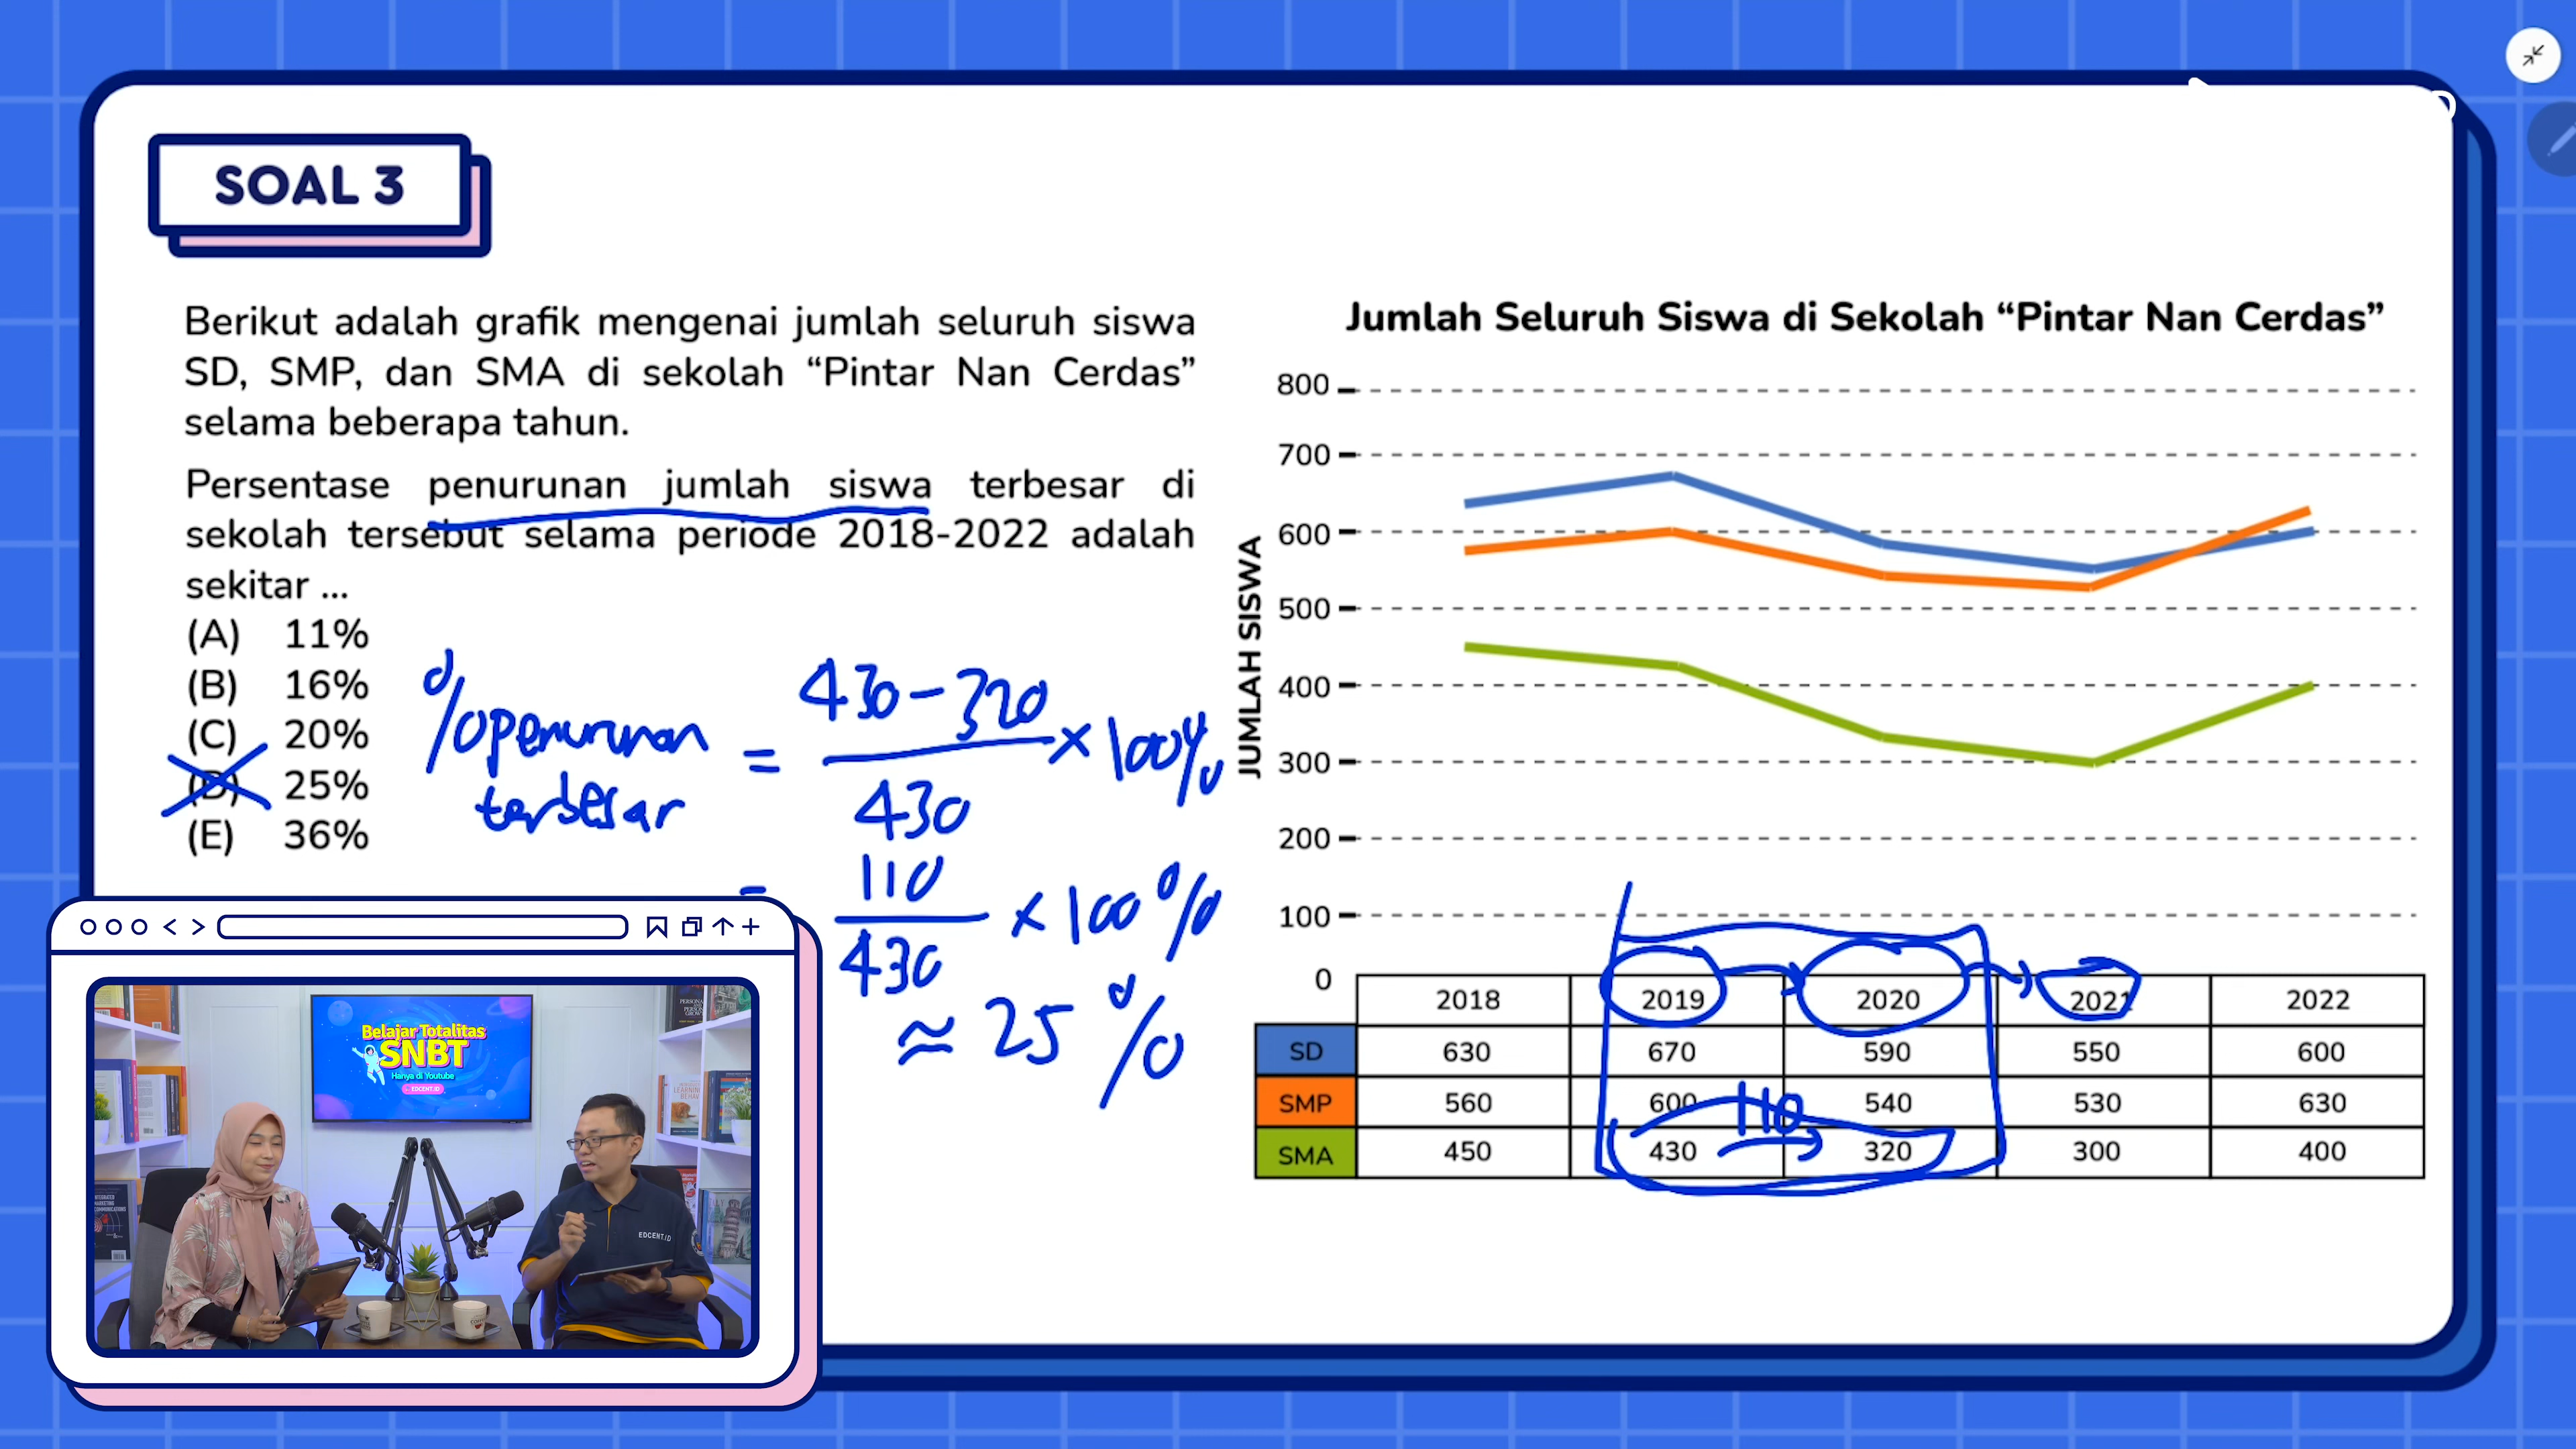 SOAL 3
Berikut adalah grafik mengenai jumlah seluruh siswa
SD, SMP, dan SMA di sekolah “Pintar Nan Cerdas”
selama beberapa tahun.
Persentase penurunan jumlah siswa terbesar di
sekolah tersebut selama periode 2018-2022 adalah
sekitar ...
(A) 11%
(B) 16%
(C) 20%
(D) 25%
(E) 36%
% penurunan terbesar = 430 - 320 / 430 × 100%
= 110 / 430 × 100%
≈ 25 %
Jumlah Seluruh Siswa di Sekolah “Pintar Nan Cerdas”
JUMLAH SISWA
800
700
600
500
400
300
200
100
0
2018 2019 2020 2021 2022
SD 630 670 590 550 600
SMP 560 600 540 530 630
110
SMA 450 430 320 300 400
Belajar Totalitas
SNBT
Hanya di Youtube
EDCENT.ID
EDCENT.ID